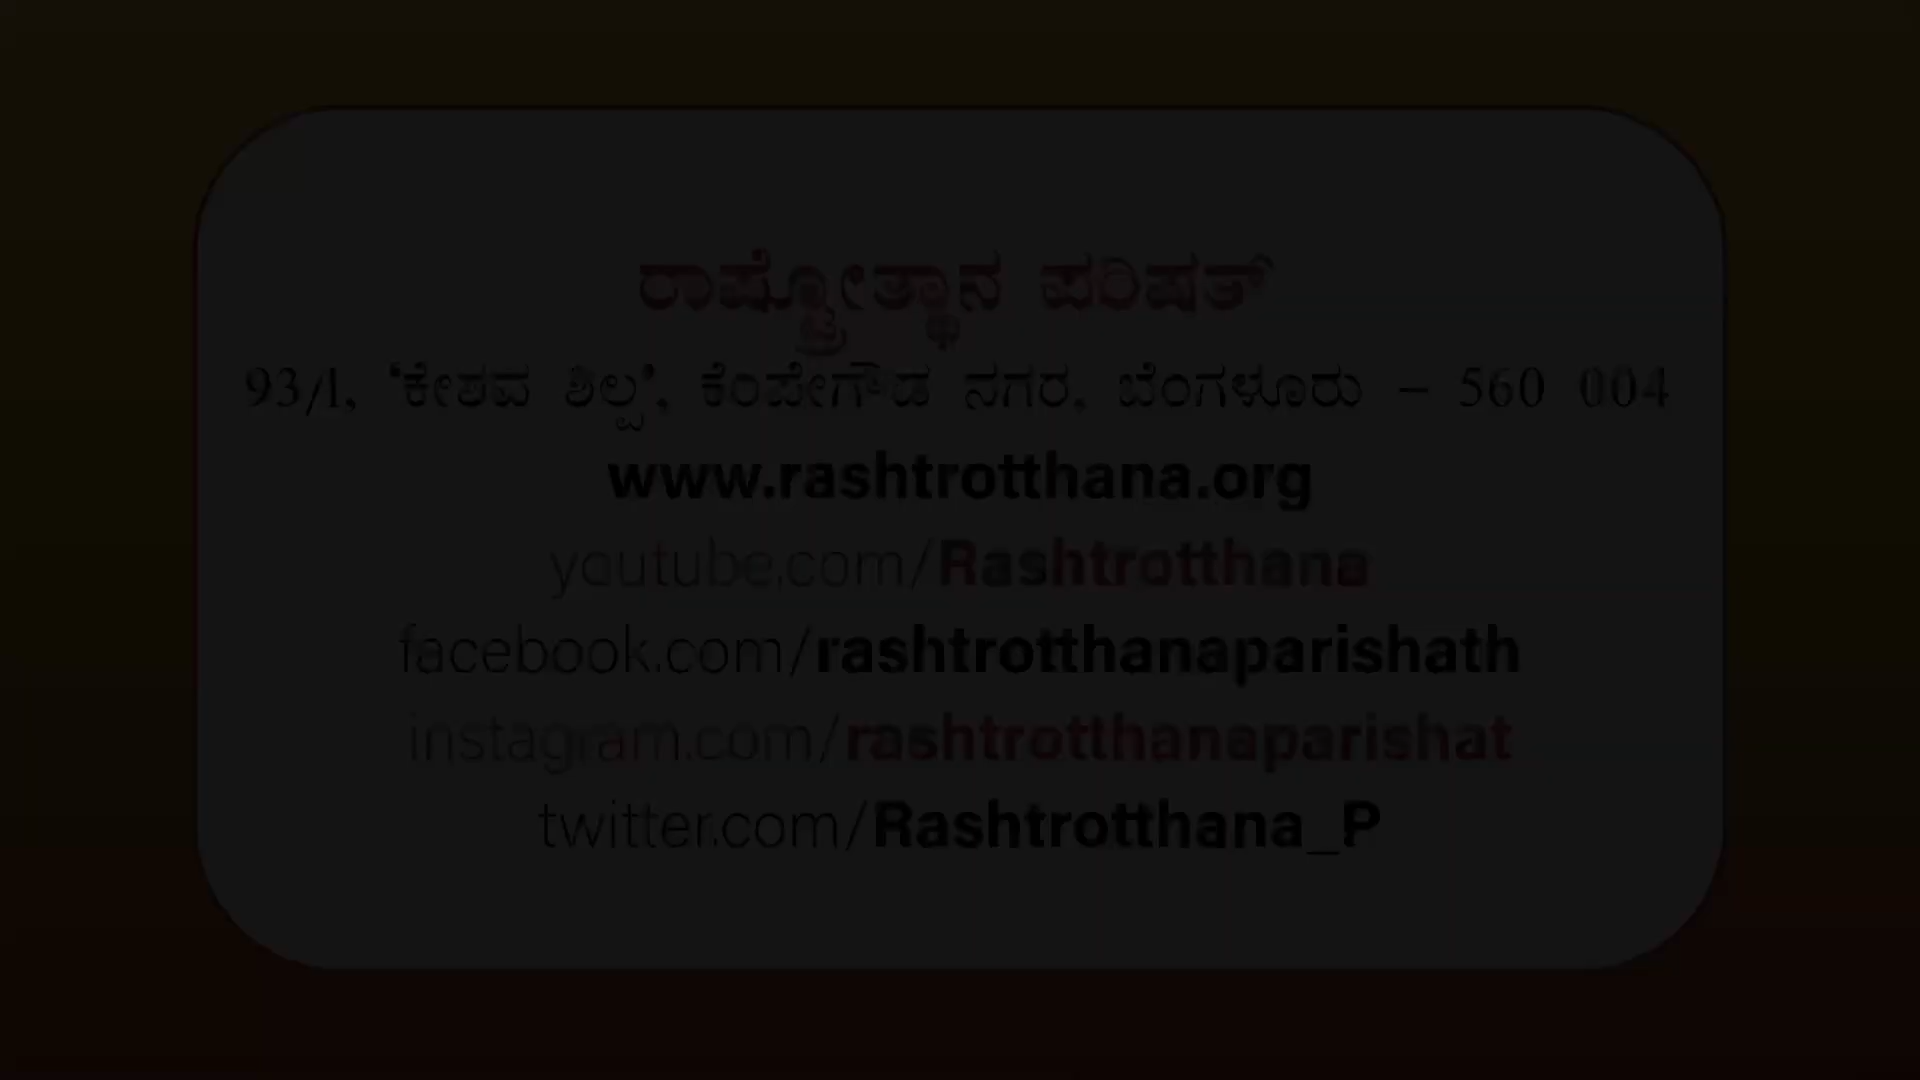 ರಾಷ್ಟ್ರೋತ್ಥಾನ ಪರಿಷತ್
93/1, 'ಕೇಶವ ಶಿಲ್ಪ', ಕೆಂಪೇಗೌಡ ನಗರ, ಬೆಂಗಳೂರು – 560 004
www.rashtrotthana.org
youtube.com/Rashtrotthana
facebook.com/rashtrotthanaparishath
instagram.com/rashtrotthanaparishat
twitter.com/Rashtrotthana_P